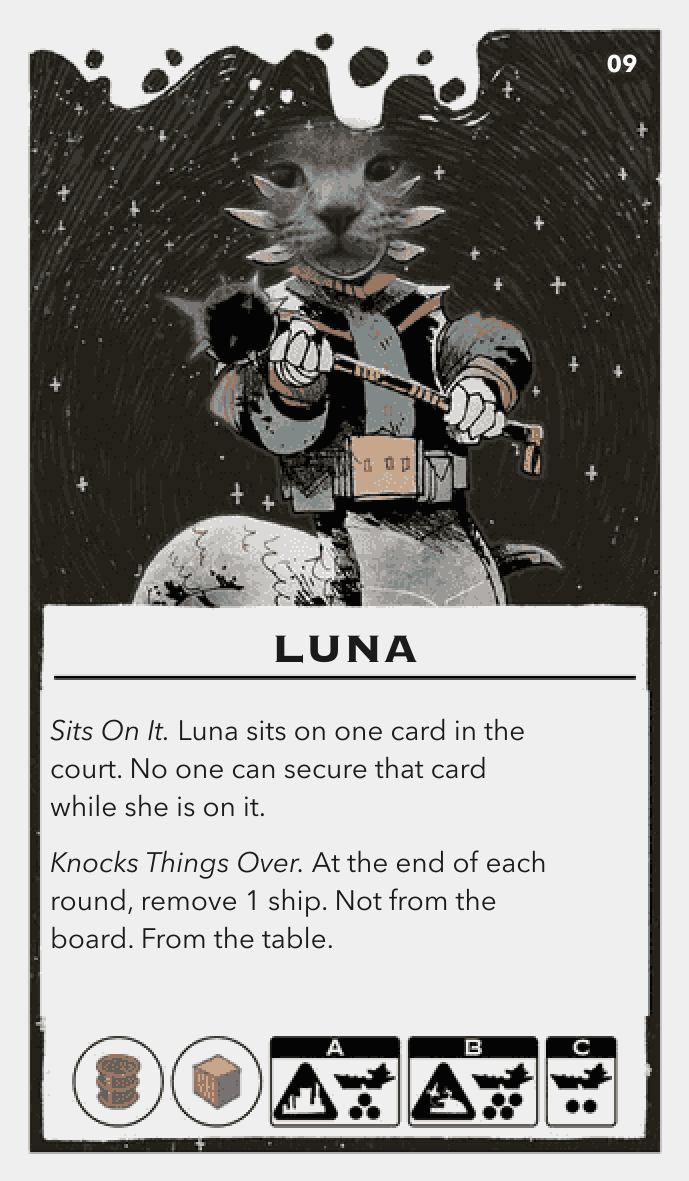 09
LUNA
Sits On It. Luna sits on one card in the
court. No one can secure that card
while she is on it.
Knocks Things Over. At the end of each
round, remove 1 ship. Not from the
board. From the table.
A B C